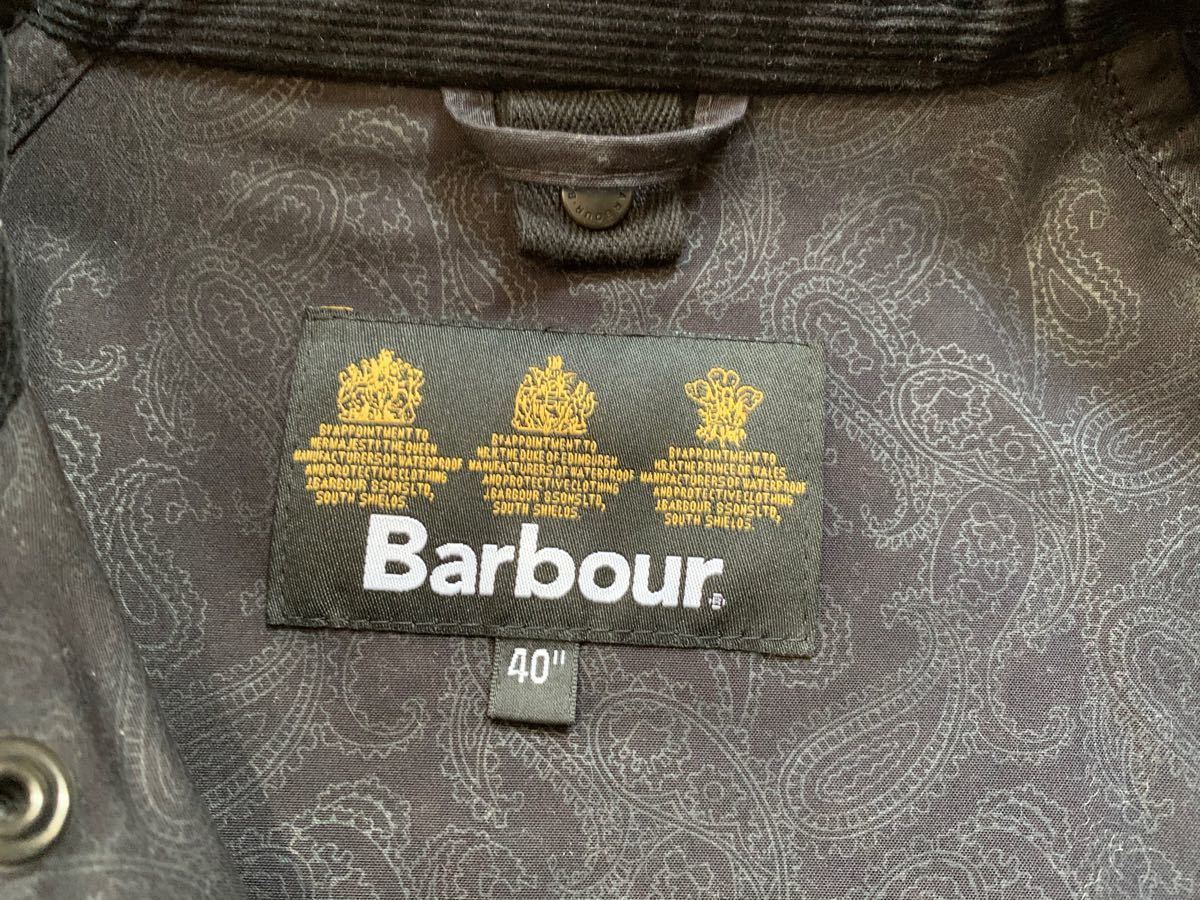 BARBOUR·B
BY APPOINTMENT TO
HER MAJESTY THE QUEEN
MANUFACTURERS OF WATERPROOF
AND PROTECTIVE CLOTHING
J.BARBOUR & SONS LTD,
SOUTH SHIELDS.
BY APPOINTMENT TO
H.R.H. THE DUKE OF EDINBURGH
MANUFACTURERS OF WATERPROOF
AND PROTECTIVE CLOTHING
J.BARBOUR & SONS LTD,
SOUTH SHIELDS.
BY APPOINTMENT TO
H.R.H. THE PRINCE OF WALES
MANUFACTURERS OF WATERPROOF
AND PROTECTIVE CLOTHING
J.BARBOUR & SONS LTD,
SOUTH SHIELDS.
Barbour®
40"